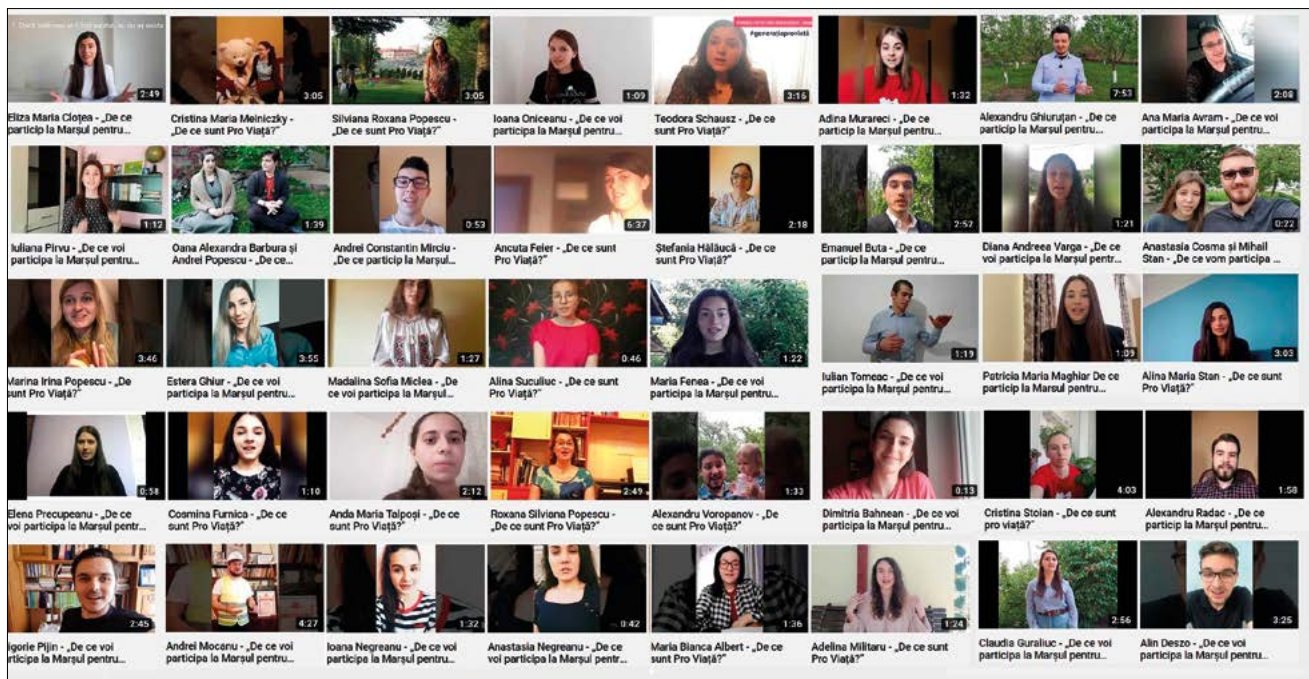 2:49
3:05
3:05
1:09
#generațieprovietă
3:16
1:32
7:53
2:08
Eliza Maria Cloțea - „De ce
particip la Marșul pentru...
Cristina Maria Melniczky -
„De ce sunt Pro Viață?"
Silviana Roxana Popescu -
„De ce sunt Pro Viață?"
Ioana Oniceanu - „De ce voi
participa la Marșul pentru...
Teodora Schausz - „De ce
sunt Pro Viață?"
Adina Murareci - „De ce
particip la Marșul pentru...
Alexandru Ghiuruțan - „De ce
particip la Marșul pentru...
Ana Maria Avram - „De ce voi
participa la Marșul pentru...
1:12
1:39
0:53
6:37
2:18
2:57
1:21
0:22
Iuliana Pîrvu - „De ce voi
participa la Marșul pentru...
Oana Alexandra Barbura și
Andrei Popescu - „De ce...
Andrei Constantin Mirciu -
„De ce particip la Marșul...
Ancuta Feier - „De ce sunt
Pro Viață?"
Ștefania Hălăucă - „De ce
sunt Pro Viață?"
Emanuel Buta - „De ce
particip la Marșul pentru...
Diana Andreea Varga - „De ce
voi participa la Marșul pentr...
Anastasia Cosma și Mihail
Stan - „De ce vom participa ...
3:46
3:55
1:27
0:46
1:22
1:19
1:09
3:03
Marina Irina Popescu - „De
sunt Pro Viață?"
Estera Ghiur - „De ce voi
participa la Marșul pentru...
Madalina Sofia Miclea - „De
ce voi participa la Marșul...
Alina Suculiuc - „De ce sunt
Pro Viață?"
Maria Fenea - „De ce voi
participa la Marșul pentru...
Iulian Tomeac - „De ce voi
participa la Marșul pentru...
Patricia Maria Maghiar De ce
particip la Marsul pentru...
Alina Maria Stan - „De ce sunt
Pro Viață?"
0:58
1:10
2:12
2:49
1:33
0:13
4:03
1:58
Elena Precupeanu - „De ce
voi participa la Marșul pentr...
Cosmina Furnica - „De ce
sunt Pro Viață?"
Anda Maria Talpoși - „De ce
sunt Pro Viață?"
Roxana Silviana Popescu -
„De ce sunt Pro Viață?"
Alexandru Voropanov - „De
ce voi participa la Marșul...
Dimitria Bahnean - „De ce voi
participa la Marșul pentru...
Cristina Stoian - „De ce sunt
pro viață?"
Alexandru Radac - „De ce
particip la Marșul pentru...
2:45
4:27
1:32
0:42
1:36
1:24
2:56
3:25
igorie Pijin - „De ce voi
rticipa la Marșul pentru...
Andrei Mocanu - „De ce voi
participa la Marșul pentru...
Ioana Negreanu - „De ce voi
participa la Marșul pentru...
Anastasia Negreanu - „De ce
voi participa la Marșul pentru...
Maria Bianca Albert - „De ce
sunt Pro Viață?"
Adelina Militaru - „De ce sunt
Pro Viață?"
Claudia Guraliuc - „De ce voi
participa la Marșul pentru...
Alin Deszo - „De ce voi
participa la Marșul pentru...